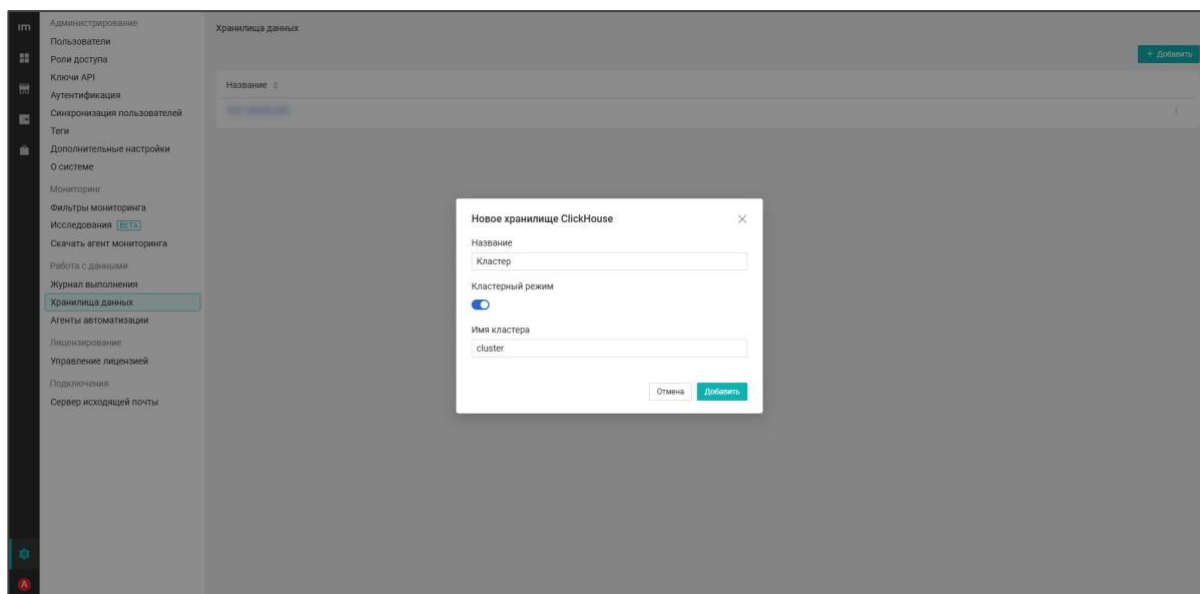 im
Администрирование
Пользователи
Роли доступа
Ключи API
Аутентификация
Синхронизация пользователей
Теги
Дополнительные настройки
О системе
Мониторинг
Фильтры мониторинга
Исследования BETA
Скачать агент мониторинга
Работа с данными
Журнал выполнения
Хранилища данных
Агенты автоматизации
Лицензирование
Управление лицензией
Подключения
Сервер исходящей почты
A
Хранилища данных
+ Добавить
Название
Новое хранилище ClickHouse
Название
Кластер
Кластерный режим
Имя кластера
cluster
Отмена Добавить